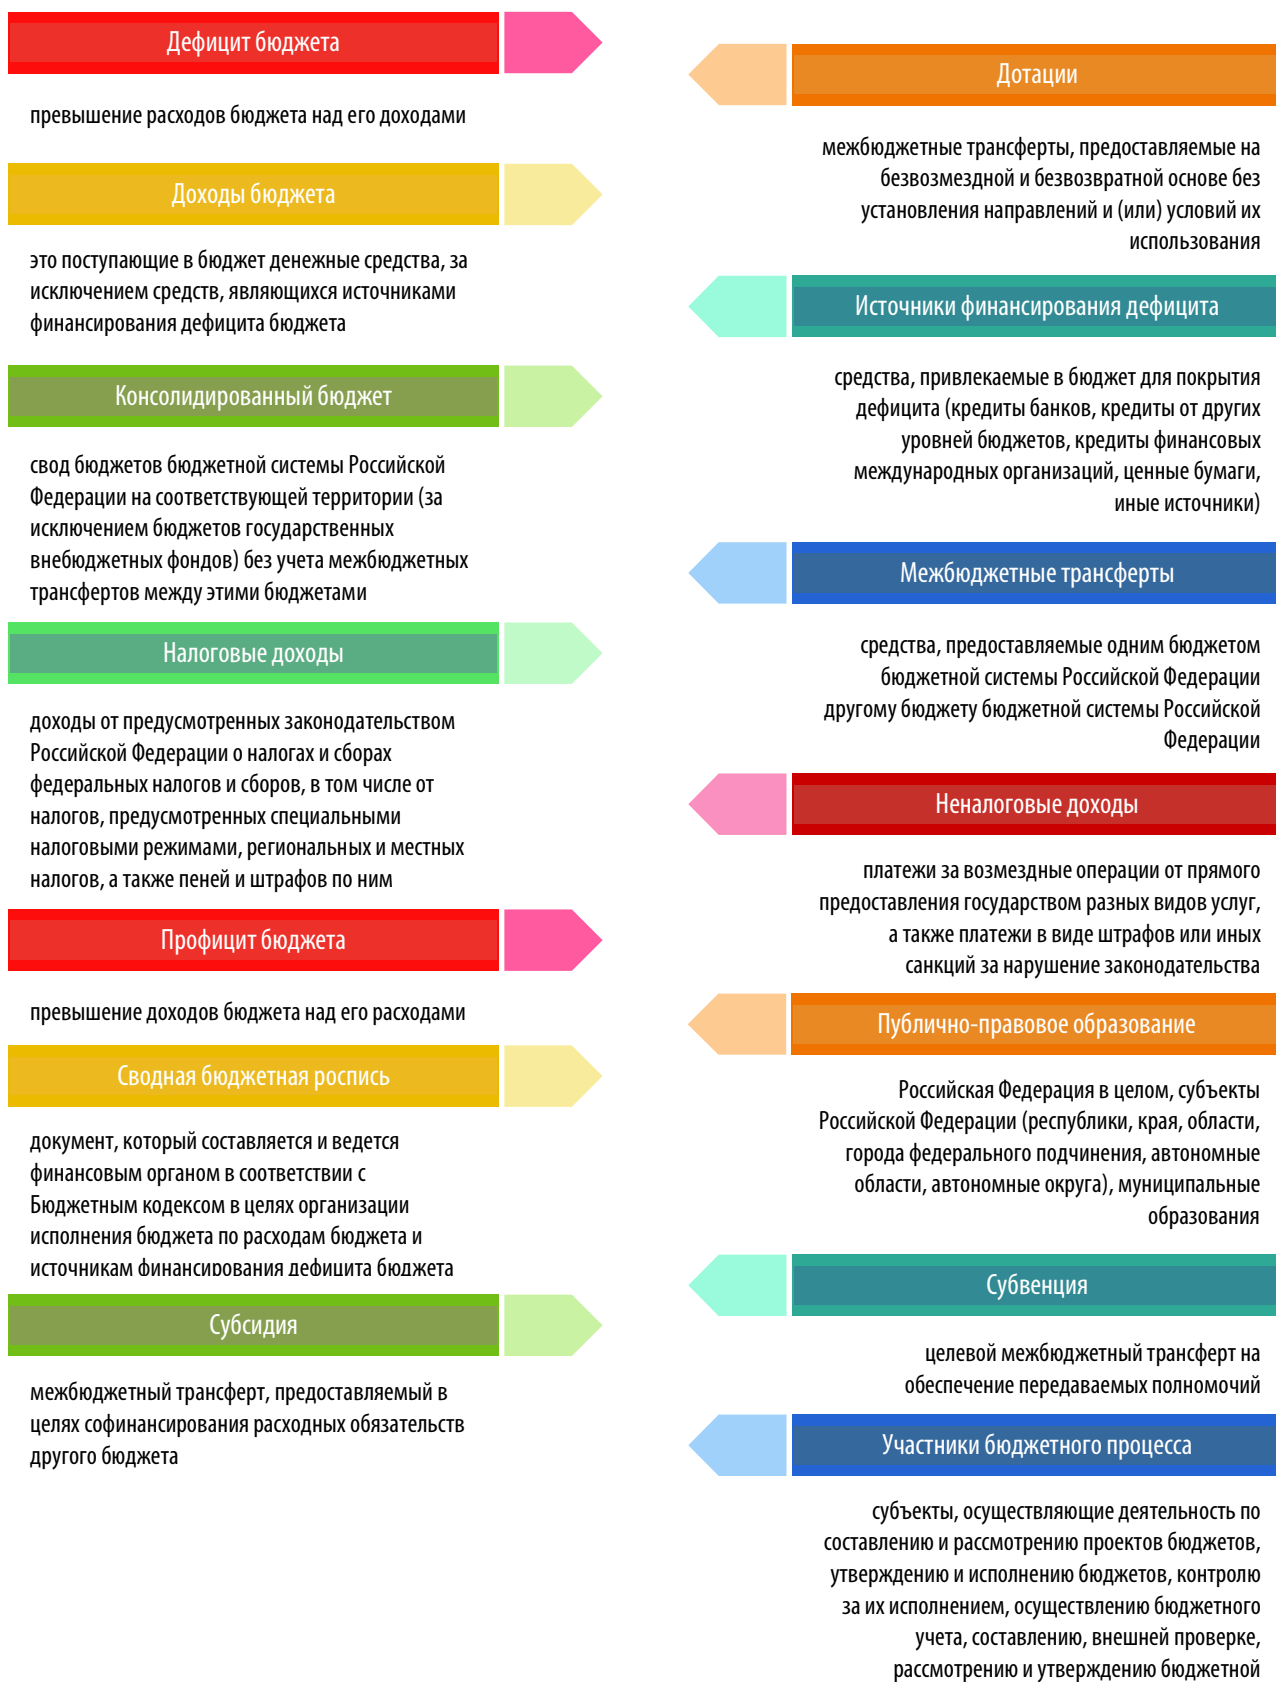 Дефицит бюджета
превышение расходов бюджета над его доходами
Доходы бюджета
это поступающие в бюджет денежные средства, за
исключением средств, являющихся источниками
финансирования дефицита бюджета
Консолидированный бюджет
свод бюджетов бюджетной системы Российской
Федерации на соответствующей территории (за
исключением бюджетов государственных
внебюджетных фондов) без учета межбюджетных
трансфертов между этими бюджетами
Налоговые доходы
доходы от предусмотренных законодательством
Российской Федерации о налогах и сборах
федеральных налогов и сборов, в том числе от
налогов, предусмотренных специальными
налоговыми режимами, региональных и местных
налогов, а также пеней и штрафов по ним
Профицит бюджета
превышение доходов бюджета над его расходами
Сводная бюджетная роспись
документ, который составляется и ведется
финансовым органом в соответствии с
Бюджетным кодексом в целях организации
исполнения бюджета по расходам бюджета и
источникам финансирования дефицита бюджета
Субсидия
межбюджетный трансферт, предоставляемый в
целях софинансирования расходных обязательств
другого бюджета
Дотации
межбюджетные трансферты, предоставляемые на
безвозмездной и безвозвратной основе без
установления направлений и (или) условий их
использования
Источники финансирования дефицита
средства, привлекаемые в бюджет для покрытия
дефицита (кредиты банков, кредиты от других
уровней бюджетов, кредиты финансовых
международных организаций, ценные бумаги,
иные источники)
Межбюджетные трансферты
средства, предоставляемые одним бюджетом
бюджетной системы Российской Федерации
другому бюджету бюджетной системы Российской
Федерации
Неналоговые доходы
платежи за возмездные операции от прямого
предоставления государством разных видов услуг,
а также платежи в виде штрафов или иных
санкций за нарушение законодательства
Публично-правовое образование
Российская Федерация в целом, субъекты
Российской Федерации (республики, края, области,
города федерального подчинения, автономные
области, автономные округа), муниципальные
образования
Субвенция
целевой межбюджетный трансферт на
обеспечение передаваемых полномочий
Участники бюджетного процесса
субъекты, осуществляющие деятельность по
составлению и рассмотрению проектов бюджетов,
утверждению и исполнению бюджетов, контролю
за их исполнением, осуществлению бюджетного
учета, составлению, внешней проверке,
рассмотрению и утверждению бюджетной